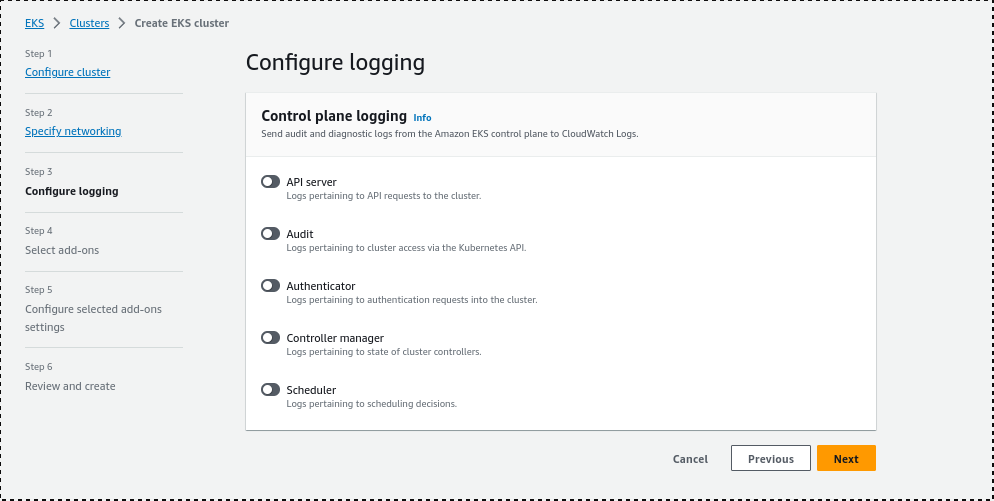 EKS > Clusters > Create EKS cluster
Step 1
Configure cluster
Step 2
Specify networking
Step 3
Configure logging
Step 4
Select add-ons
Step 5
Configure selected add-ons
settings
Step 6
Review and create
Configure logging
Control plane logging Info
Send audit and diagnostic logs from the Amazon EKS control plane to CloudWatch Logs.
API server
Logs pertaining to API requests to the cluster.
Audit
Logs pertaining to cluster access via the Kubernetes API.
Authenticator
Logs pertaining to authentication requests into the cluster.
Controller manager
Logs pertaining to state of cluster controllers.
Scheduler
Logs pertaining to scheduling decisions.
Cancel Previous Next